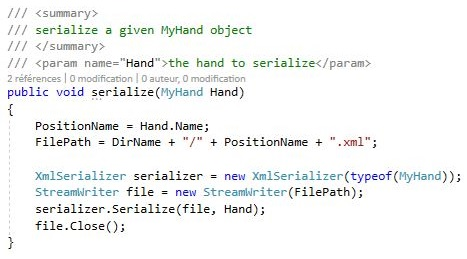 /// <summary>
/// serialize a given MyHand object
/// </summary>
/// <param name="Hand">the hand to serialize</param>
2 références | 0 modification | 0 auteur, 0 modification
public void serialize(MyHand Hand)
{
    PositionName = Hand.Name;
    FilePath = DirName + "/" + PositionName + ".xml";

    XmlSerializer serializer = new XmlSerializer(typeof(MyHand));
    StreamWriter file = new StreamWriter(FilePath);
    serializer.Serialize(file, Hand);
    file.Close();
}